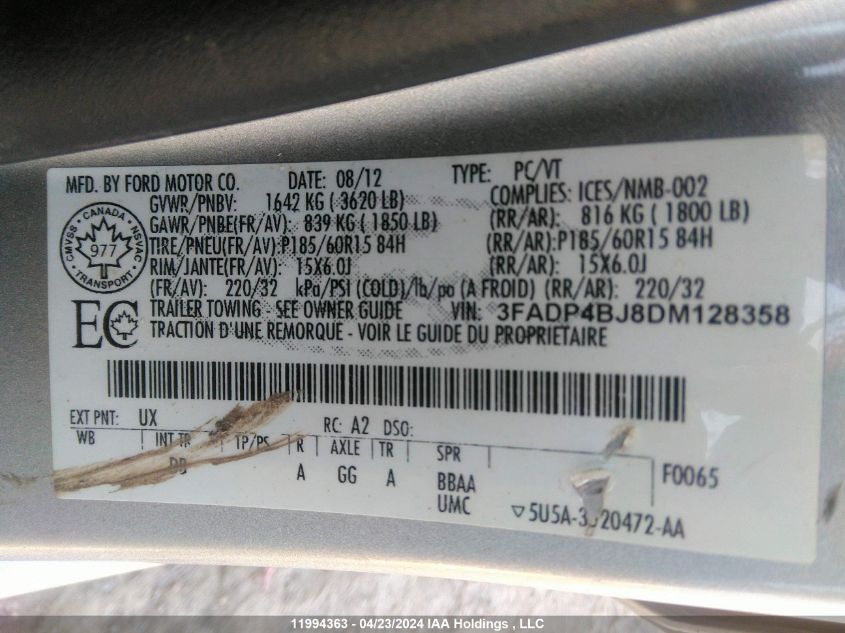 MFD. BY FORD MOTOR CO. DATE: 08/12 TYPE: PC/VT
GVWR/PNBV: 1642 KG ( 3620 LB) COMPLIES: ICES/NMB-002
GAWR/PNBE(FR/AV): 839 KG ( 1850 LB) (RR/AR): 816 KG ( 1800 LB)
TIRE/PNEU(FR/AV): P185/60R15 84H (RR/AR): P185/60R15 84H
RIM/JANTE(FR/AV): 15X6.0J (RR/AR): 15X6.0J
(FR/AV): 220/32 kPa/PSI (COLD)/lb/po (A FROID) (RR/AR): 220/32
TRAILER TOWING - SEE OWNER GUIDE VIN: 3FADP4BJ8DM128358
TRACTION D'UNE REMORQUE - VOIR LE GUIDE DU PROPRIETAIRE
CMVSS • CANADA • NSVAC
977
TRANSPORT
EC
EXT PNT: UX RC: A2 DSO:
WB INT TR TP/PS R AXLE TR SPR
A GG A BBAA F0065
UMC
11994363 - 04/23/2024 IAA Holdings , LLC